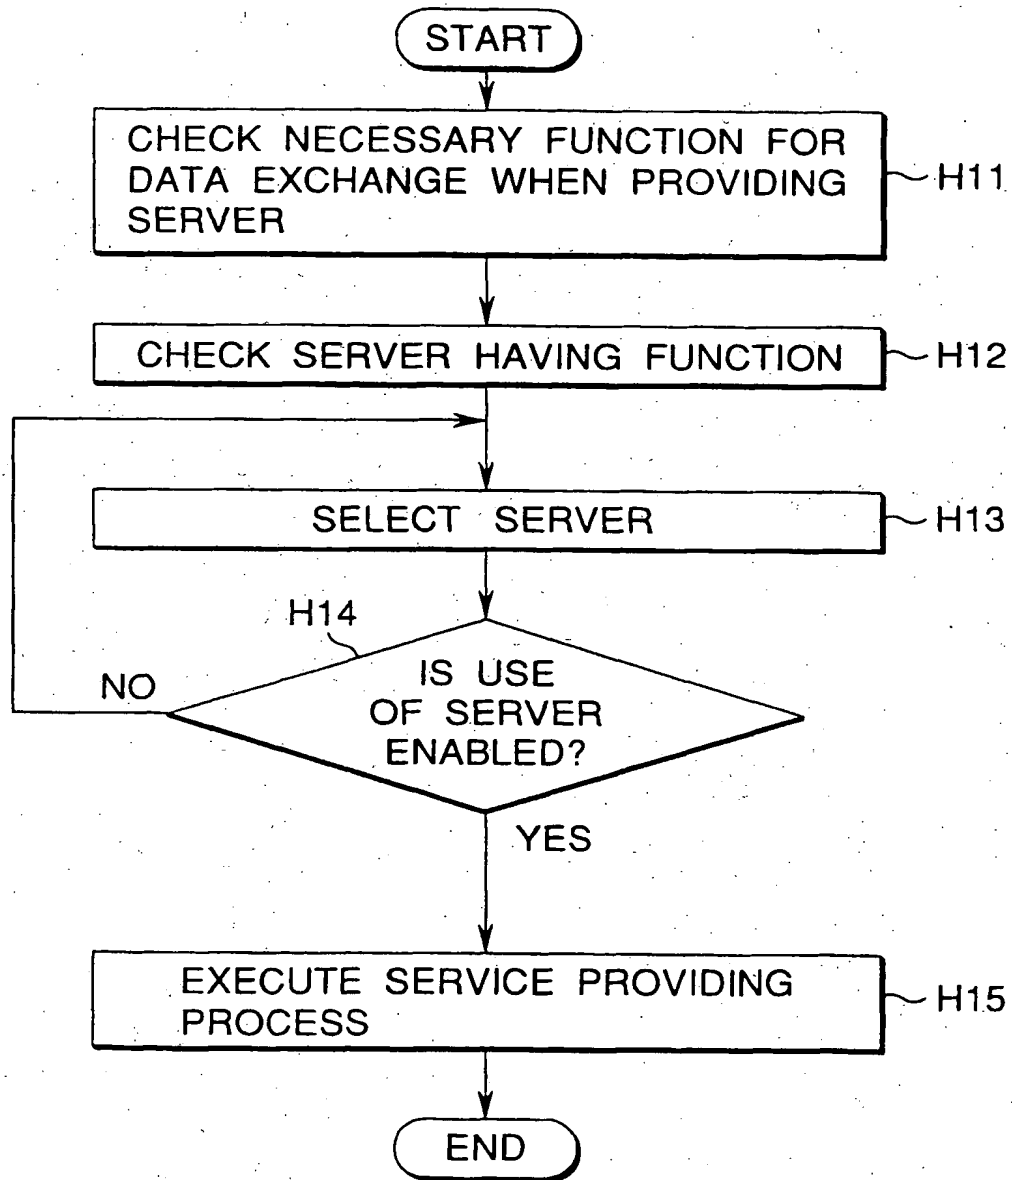 START
CHECK NECESSARY FUNCTION FOR
DATA EXCHANGE WHEN PROVIDING
SERVER
H11
CHECK SERVER HAVING FUNCTION
H12
SELECT SERVER
H13
H14
IS USE
OF SERVER
ENABLED?
NO
YES
EXECUTE SERVICE PROVIDING
PROCESS
H15
END